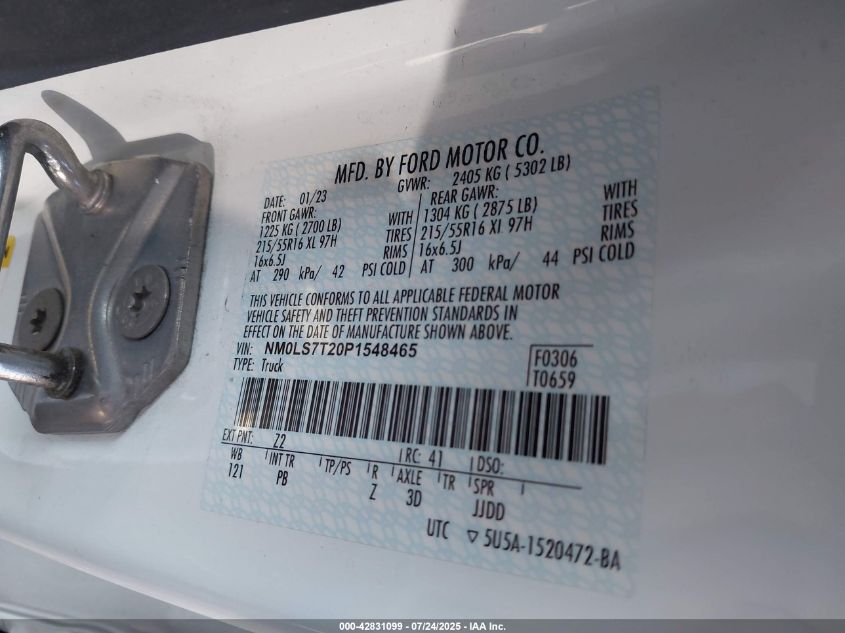 MFD. BY FORD MOTOR CO.
DATE: 01/23 GVWR: 2405 KG ( 5302 LB)
FRONT GAWR: REAR GAWR:
1225 KG ( 2700 LB) WITH 1304 KG ( 2875 LB) WITH
215/55R16 XL 97H TIRES 215/55R16 Xl 97H TIRES
16x6.5J RIMS 16x6.5J RIMS
AT 290 kPa/ 42 PSI COLD AT 300 kPa/ 44 PSI COLD
THIS VEHICLE CONFORMS TO ALL APPLICABLE FEDERAL MOTOR
VEHICLE SAFETY AND THEFT PREVENTION STANDARDS IN
EFFECT ON THE DATE OF MANUFACTURE SHOWN ABOVE.
VIN: NM0LS7T20P1548465 F0306
TYPE: Truck T0659
EXT PNT: Z2 RC: 41 DSO:
WB INT TR TP/PS R AXLE TR SPR
121 PB Z 3D JJDD
UTC ▽ 5U5A-1520472-BA
000-42831099 - 07/24/2025 - IAA Inc.